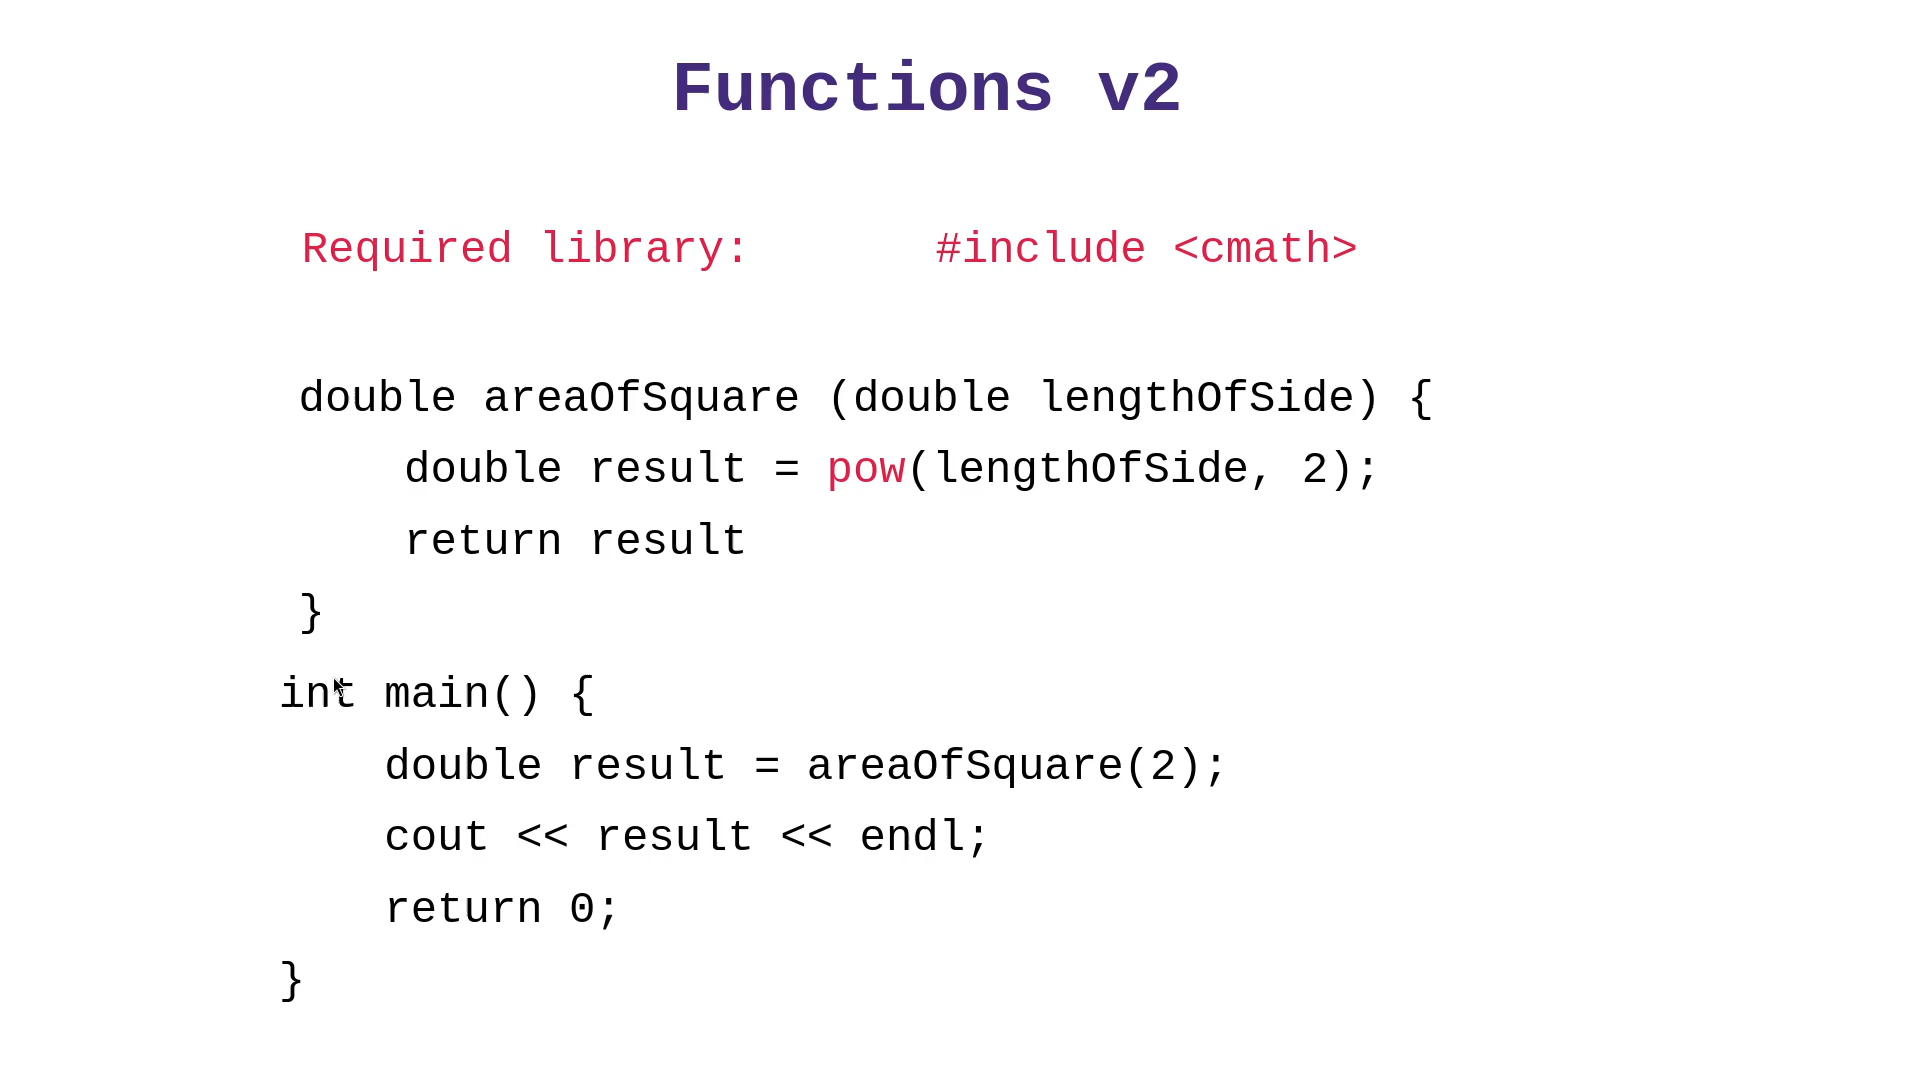 Functions v2
Required library: #include <cmath>
double areaOfSquare (double lengthOfSide) {
double result = pow(lengthOfSide, 2);
return result
}
int main() {
double result = areaOfSquare(2);
cout << result << endl;
return 0;
}